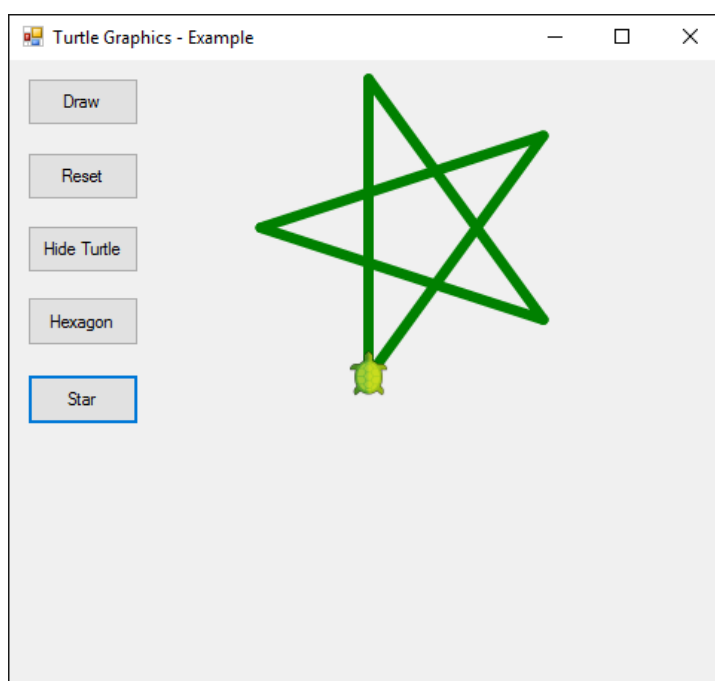 Turtle Graphics - Example
Draw
Reset
Hide Turtle
Hexagon
Star